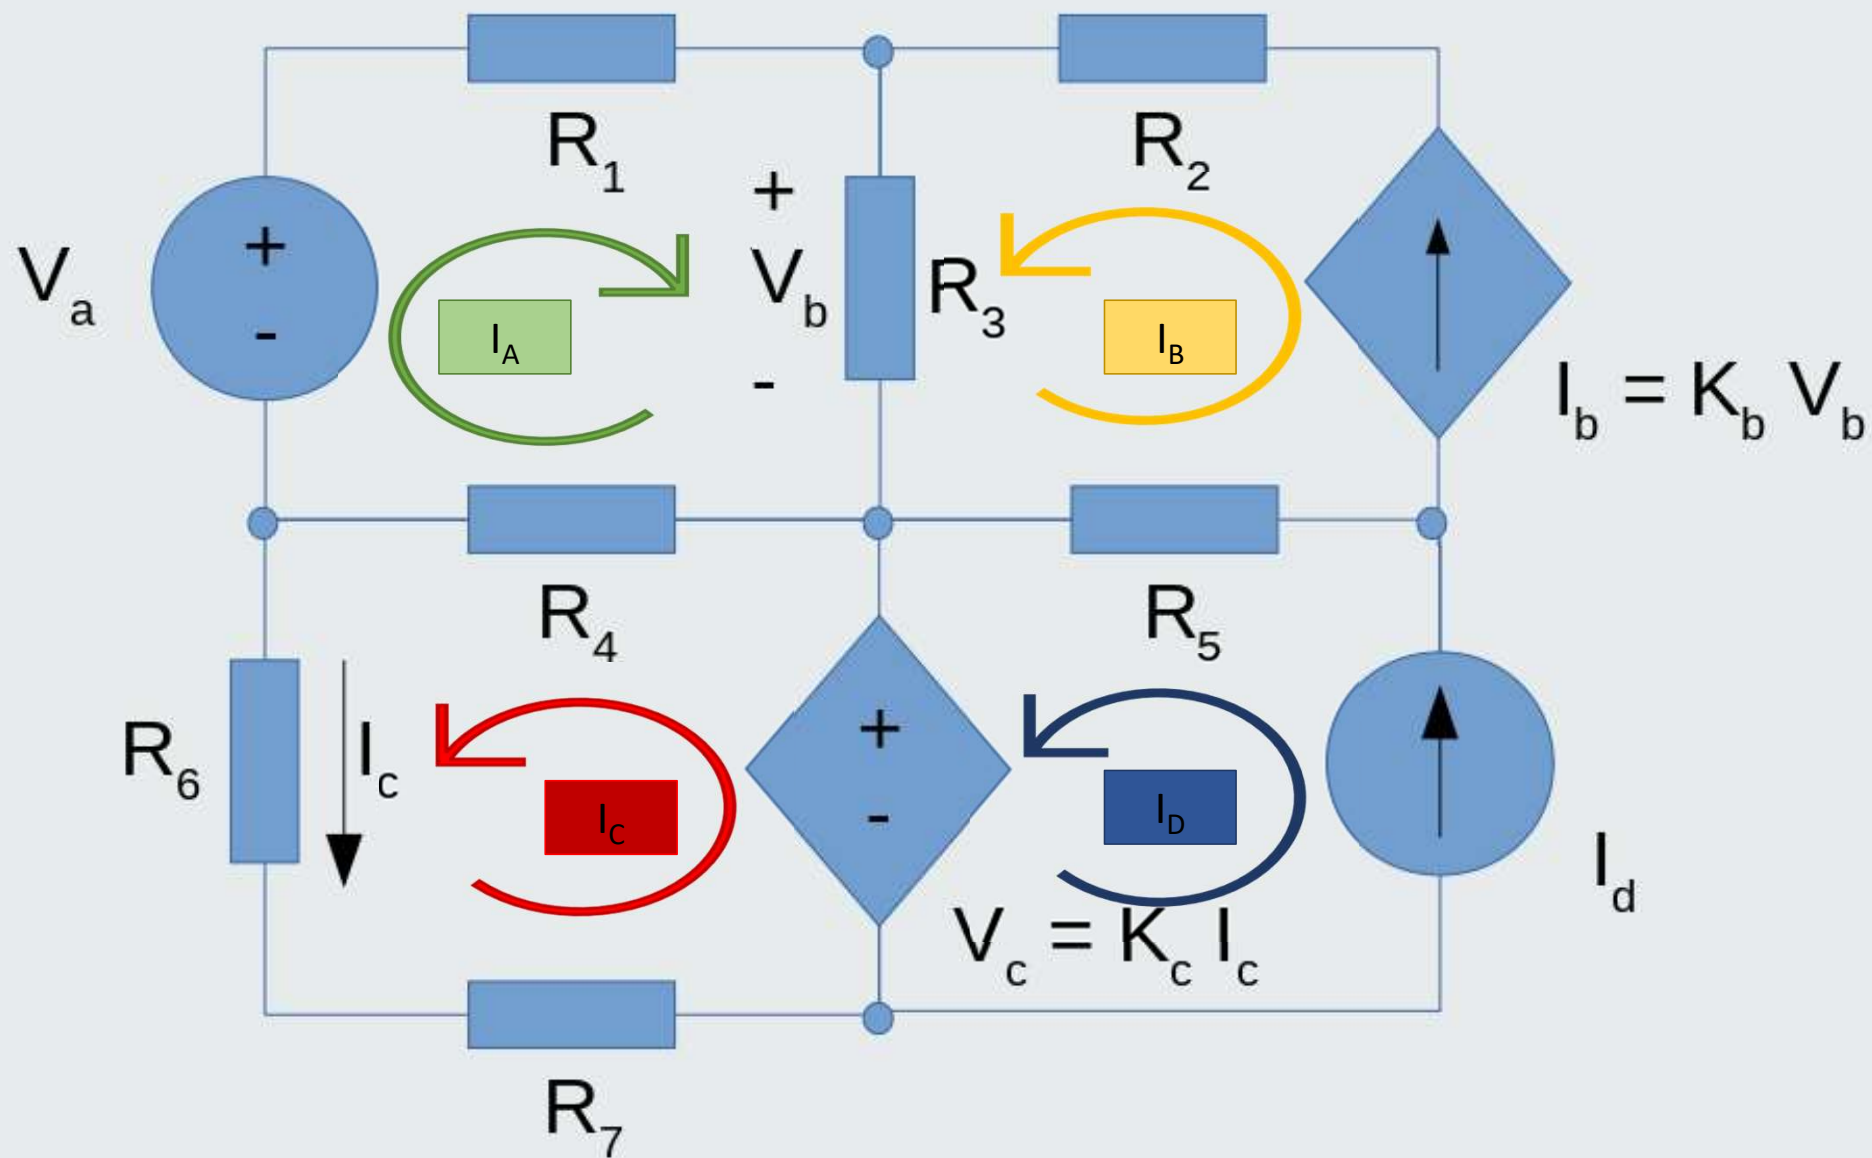 R1
R2
+
Vb
-
R3
Va
+
-
IA
IB
Ib = Kb Vb
R4
R5
R6
Ic
IC
+
-
ID
Id
Vc = Kc Ic
R7